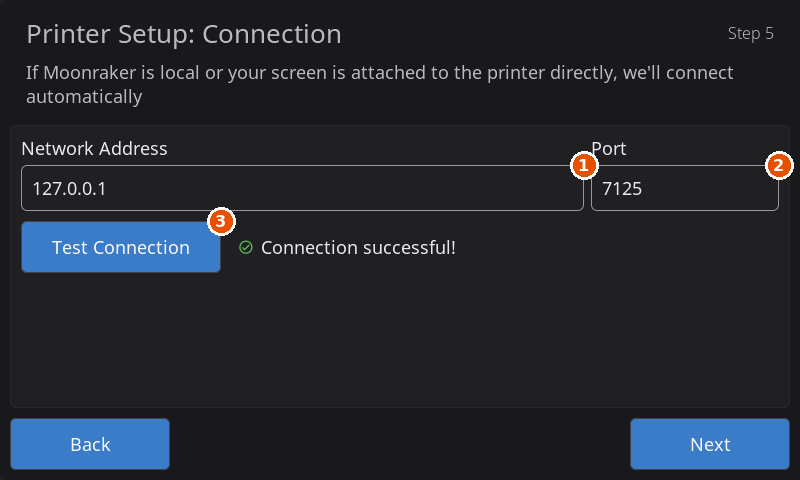 Printer Setup: Connection
Step 5
If Moonraker is local or your screen is attached to the printer directly, we'll connect
automatically
Network Address
Port
1
2
127.0.0.1
7125
3
Test Connection
Connection successful!
Back
Next